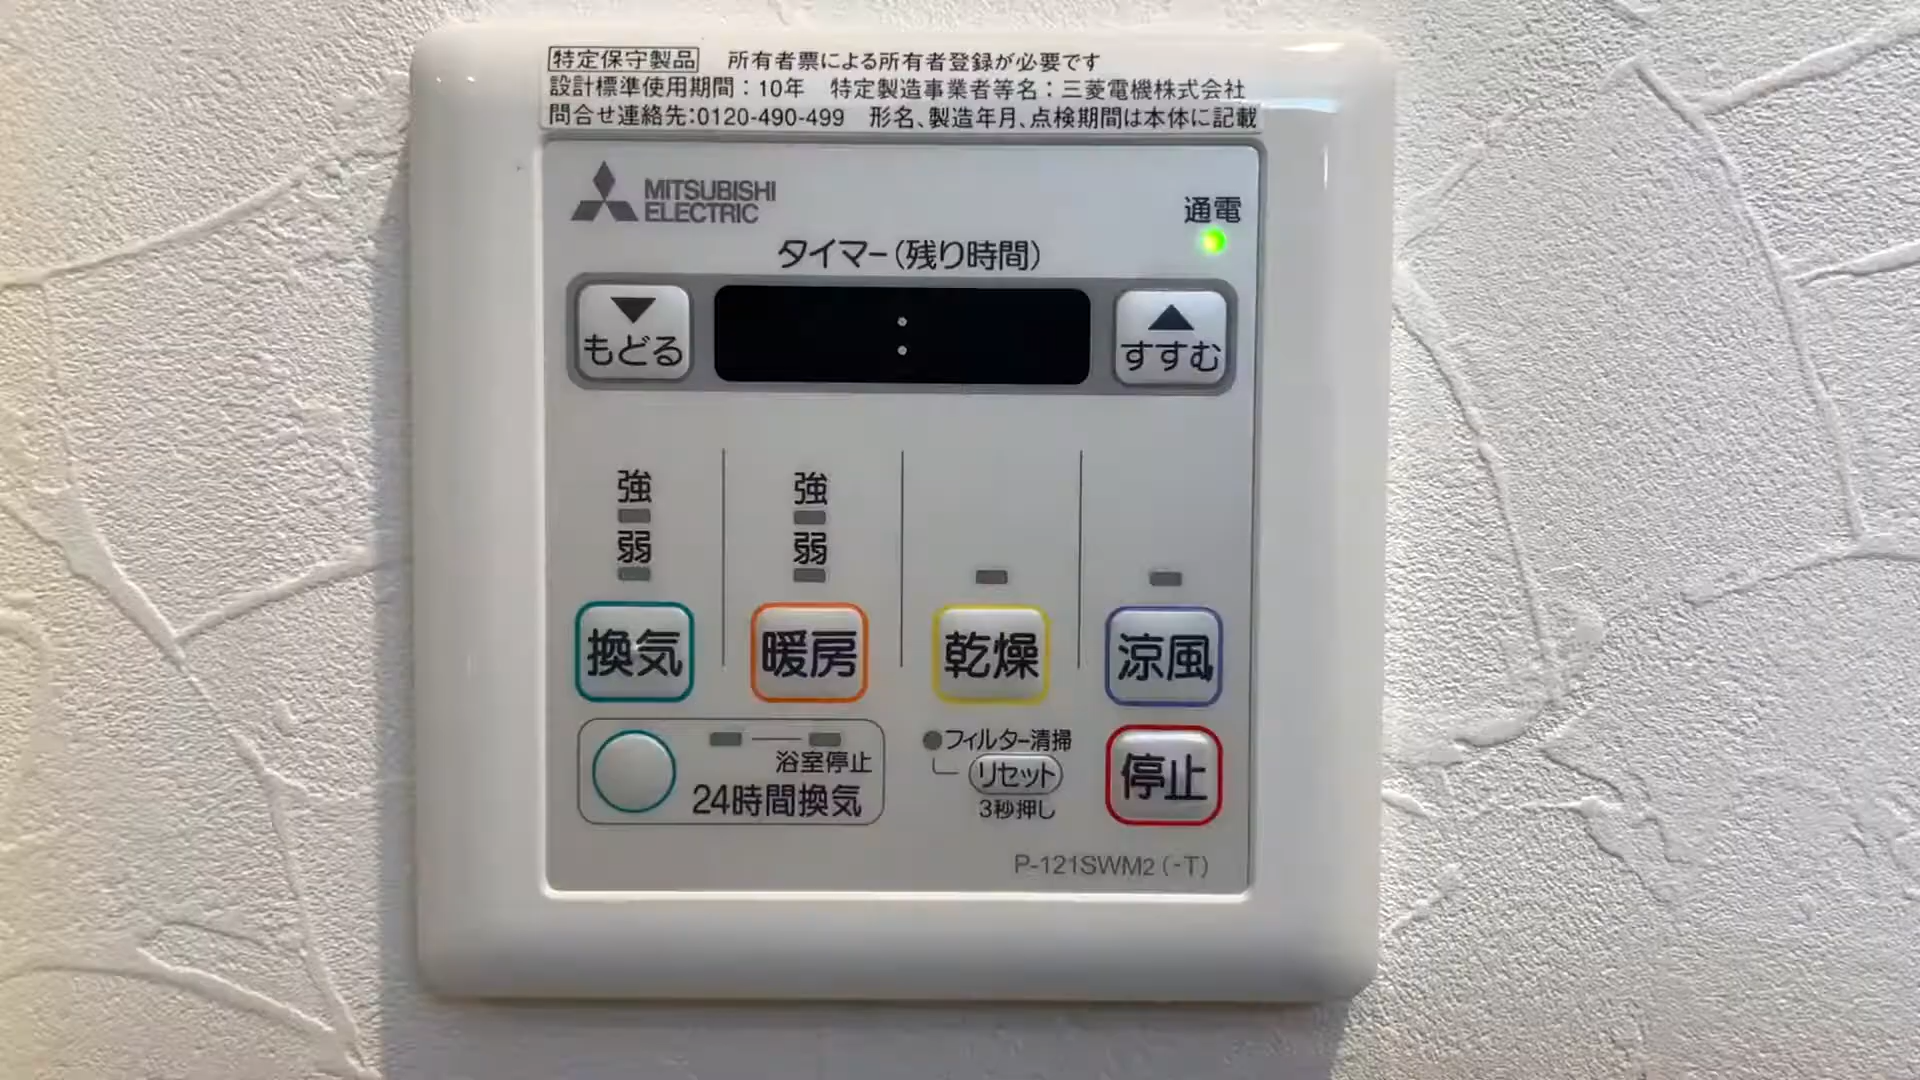 特定保守製品 所有者票による所有者登録が必要です
設計標準使用期間：10年 特定製造事業者等名：三菱電機株式会社
問合せ連絡先:0120-490-499 形名、製造年月、点検期間は本体に記載
MITSUBISHI
ELECTRIC
通電
タイマー(残り時間)
▼
もどる
:
▲
すすむ
強
弱
強
弱
換気
暖房
乾燥
涼風
浴室停止
24時間換気
フィルター清掃
リセット
3秒押し
停止
P-121SWM2(-T)